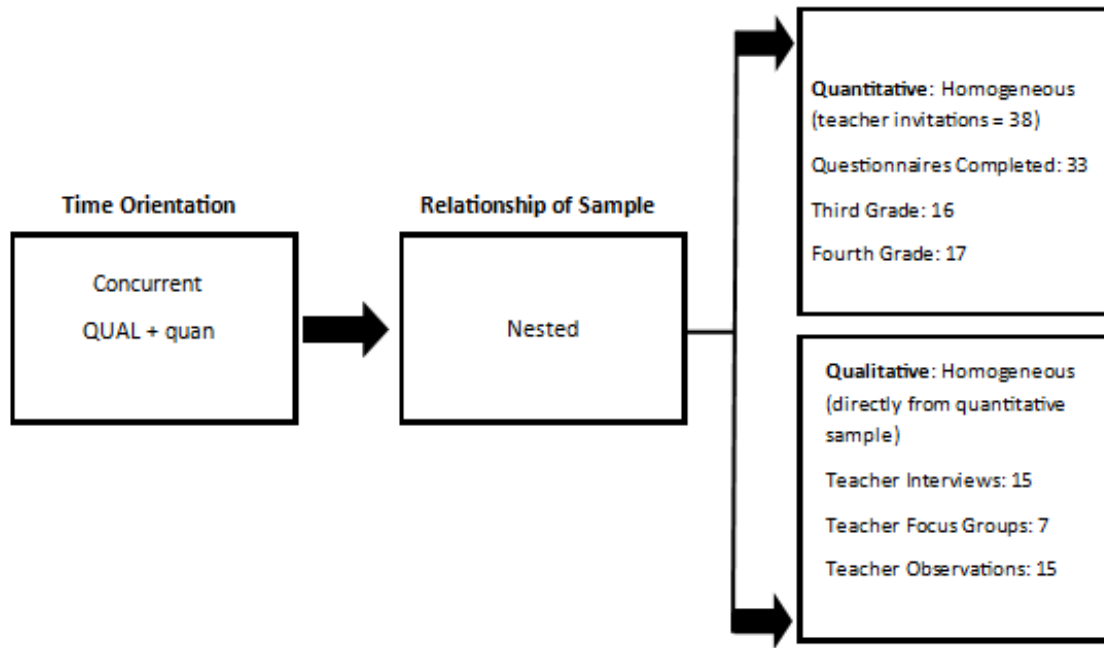 Time Orientation
Concurrent
QUAL + quan
Relationship of Sample
Nested
Quantitative: Homogeneous
(teacher invitations = 38)
Questionnaires Completed: 33
Third Grade: 16
Fourth Grade: 17
Qualitative: Homogeneous
(directly from quantitative
sample)
Teacher Interviews: 15
Teacher Focus Groups: 7
Teacher Observations: 15